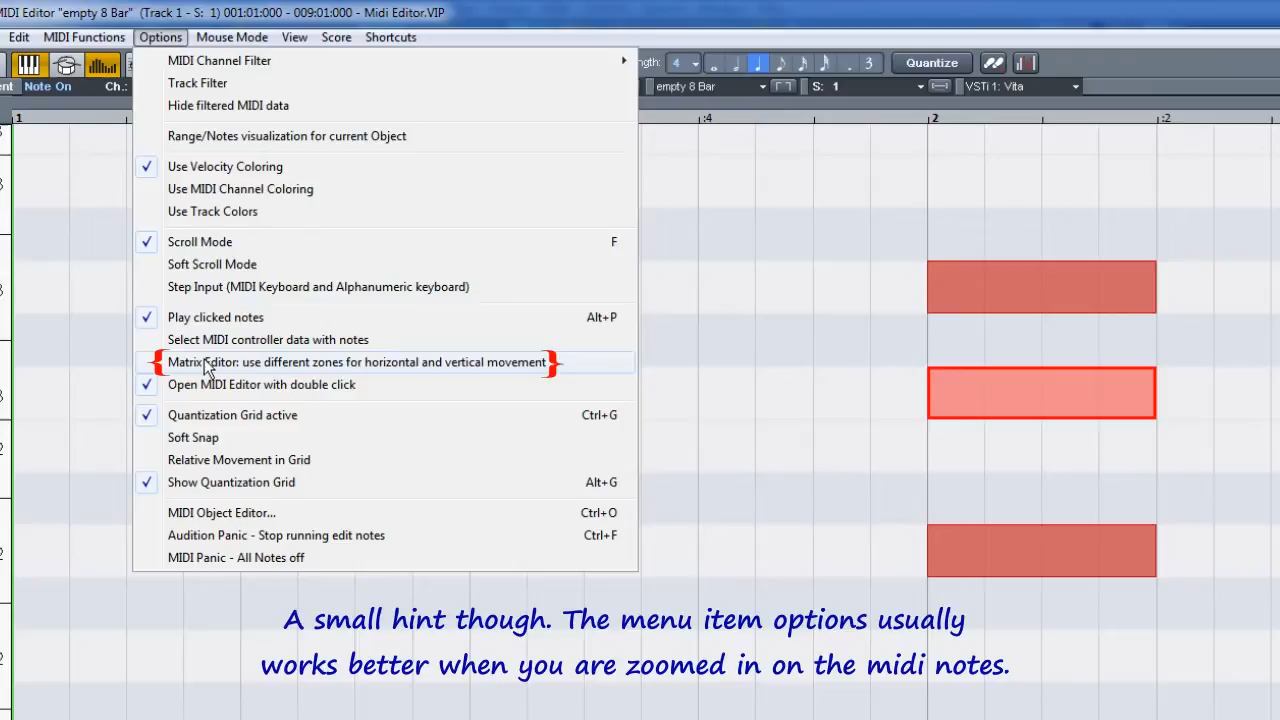 MIDI Editor "empty 8 Bar" (Track 1 - S: 1) 001:01:000 - 009:01:000 - Midi Editor.VIP
Edit MIDI Functions Options Mouse Mode View Score Shortcuts
4 3 Quantize
Note On Ch.: empty 8 Bar S: 1 VSTi 1: Vita
1 :4 2 :2
MIDI Channel Filter
Track Filter
Hide filtered MIDI data
Range/Notes visualization for current Object
Use Velocity Coloring
Use MIDI Channel Coloring
Use Track Colors
Scroll Mode F
Soft Scroll Mode
Step Input (MIDI Keyboard and Alphanumeric keyboard)
Play clicked notes Alt+P
Select MIDI controller data with notes
Matrix Editor: use different zones for horizontal and vertical movement
Open MIDI Editor with double click
Quantization Grid active Ctrl+G
Soft Snap
Relative Movement in Grid
Show Quantization Grid Alt+G
MIDI Object Editor... Ctrl+O
Audition Panic - Stop running edit notes Ctrl+F
MIDI Panic - All Notes off
A small hint though. The menu item options usually
works better when you are zoomed in on the midi notes.